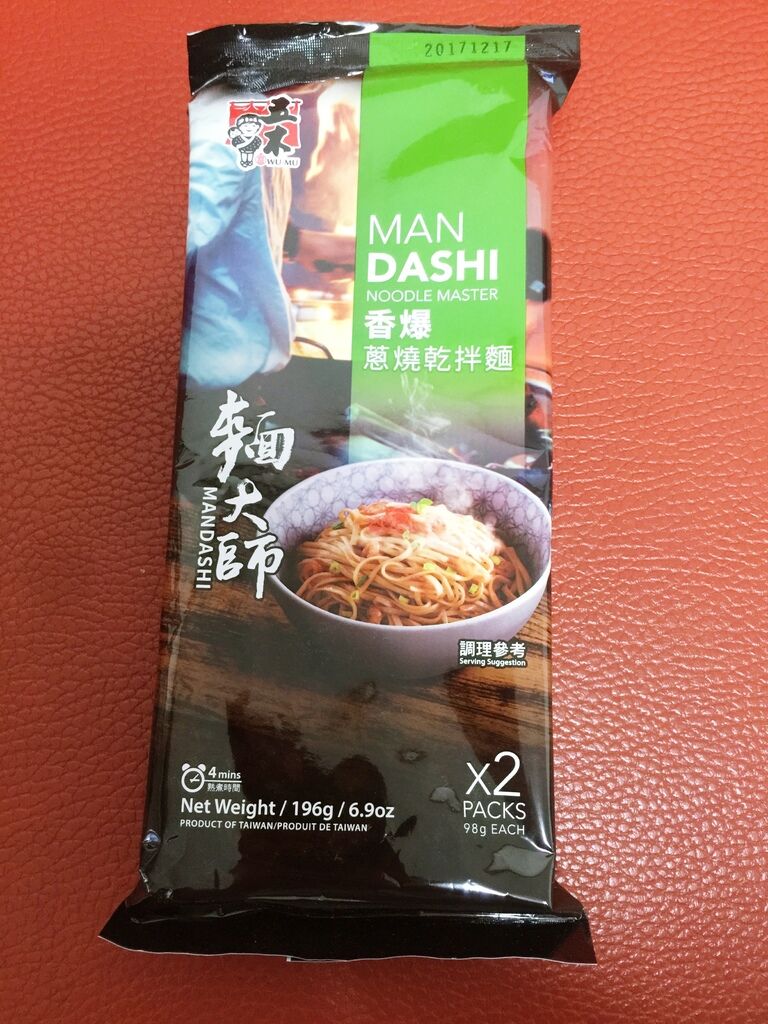 20171217
五木
WU-MU
MAN
DASHI
NOODLE MASTER
香爆
蔥燒乾拌麵
麵大師
MANDASHI
調理參考
Serving Suggestion
4 mins
熟煮時間
Net Weight / 196g / 6.9oz
PRODUCT OF TAIWAN/PRODUIT DE TAIWAN
x2
PACKS
98g EACH